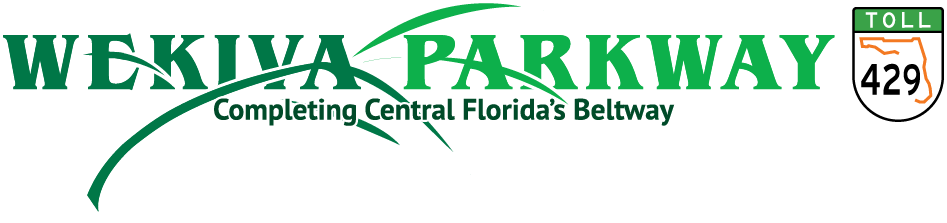 WEKIVA PARKWAY
Completing Central Florida's Beltway
TOLL
429